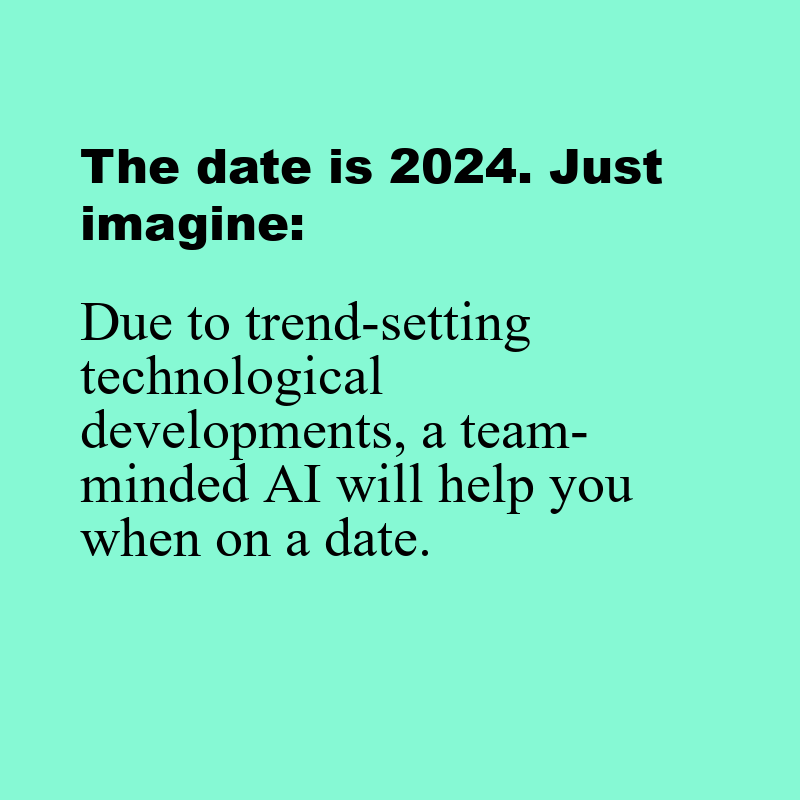 The date is 2024. Just
imagine:
Due to trend-setting
technological
developments, a team-
minded AI will help you
when on a date.